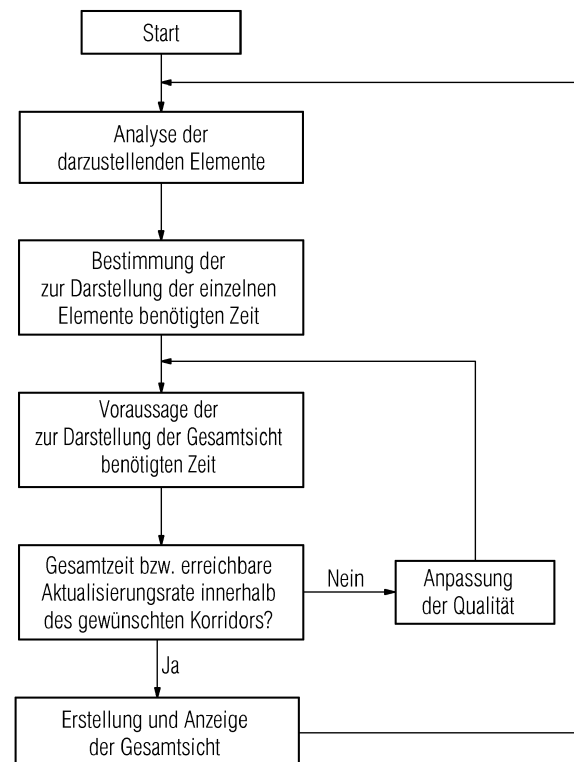 Start
Analyse der
darzustellenden Elemente
Bestimmung der
zur Darstellung der einzelnen
Elemente benötigten Zeit
Voraussage der
zur Darstellung der Gesamtsicht
benötigten Zeit
Gesamtzeit bzw. erreichbare
Aktualisierungsrate innerhalb
des gewünschten Korridors?
Nein
Anpassung
der Qualität
Ja
Erstellung und Anzeige
der Gesamtsicht